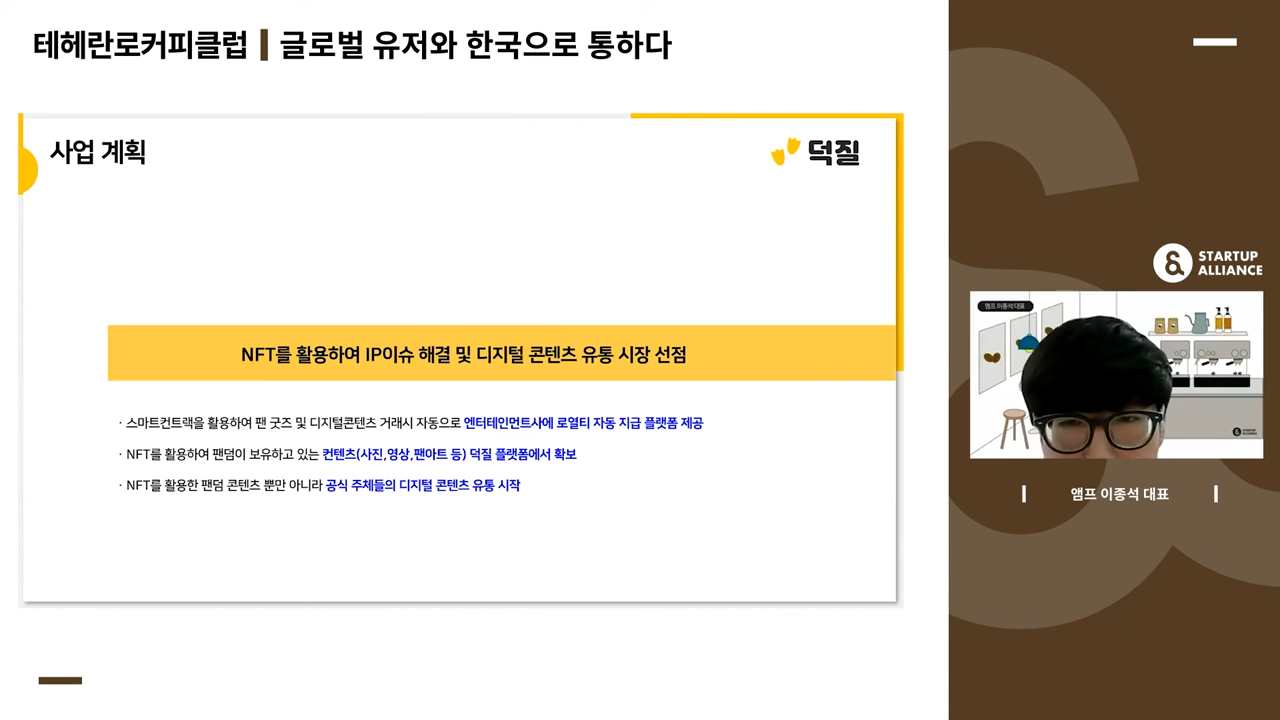 테헤란로커피클럽 | 글로벌 유저와 한국으로 통하다
사업 계획
덕질
NFT를 활용하여 IP이슈 해결 및 디지털 콘텐츠 유통 시장 선점
· 스마트컨트랙을 활용하여 팬 굿즈 및 디지털콘텐츠 거래시 자동으로 엔터테인먼트사에 로열티 자동 지급 플랫폼 제공
· NFT를 활용하여 팬덤이 보유하고 있는 컨텐츠(사진,영상,팬아트 등) 덕질 플랫폼에서 확보
· NFT를 활용한 팬덤 콘텐츠 뿐만 아니라 공식 주체들의 디지털 콘텐츠 유통 시작
STARTUP
ALLIANCE
앰프 이종석 대표
STARTUP
ALLIANCE
| 앰프 이종석 대표 |